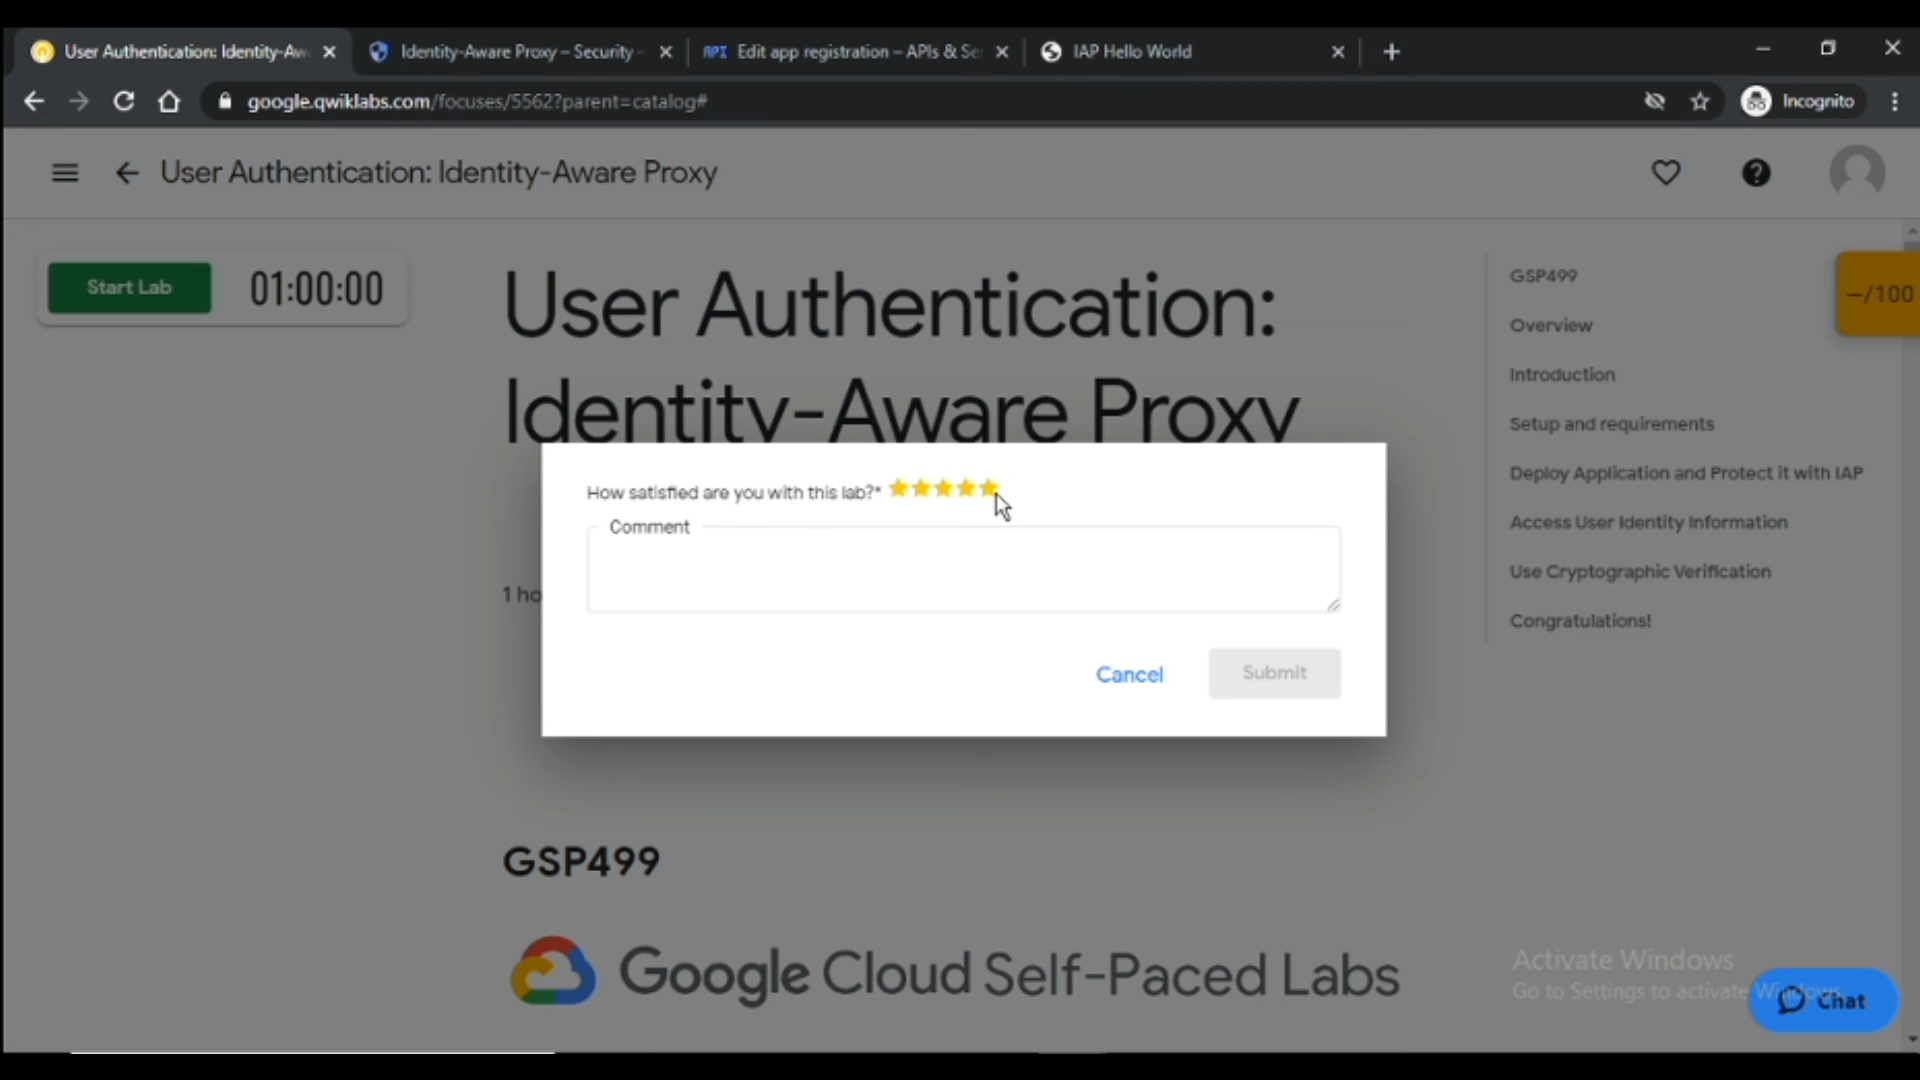 User Authentication: Identity-Aw
Identity-Aware Proxy – Security
API Edit app registration – APIs & Se
IAP Hello World
google.qwiklabs.com/focuses/5562?parent=catalog#
Incognito
User Authentication: Identity-Aware Proxy
Start Lab
01:00:00
User Authentication:
Identity-Aware Proxy
1 ho
GSP499
Google Cloud Self-Paced Labs
How satisfied are you with this lab?*
Comment
Cancel
Submit
GSP499
Overview
Introduction
Setup and requirements
Deploy Application and Protect it with IAP
Access User Identity Information
Use Cryptographic Verification
Congratulations!
–/100
Activate Windows
Go to Settings to activate Windows.
Chat